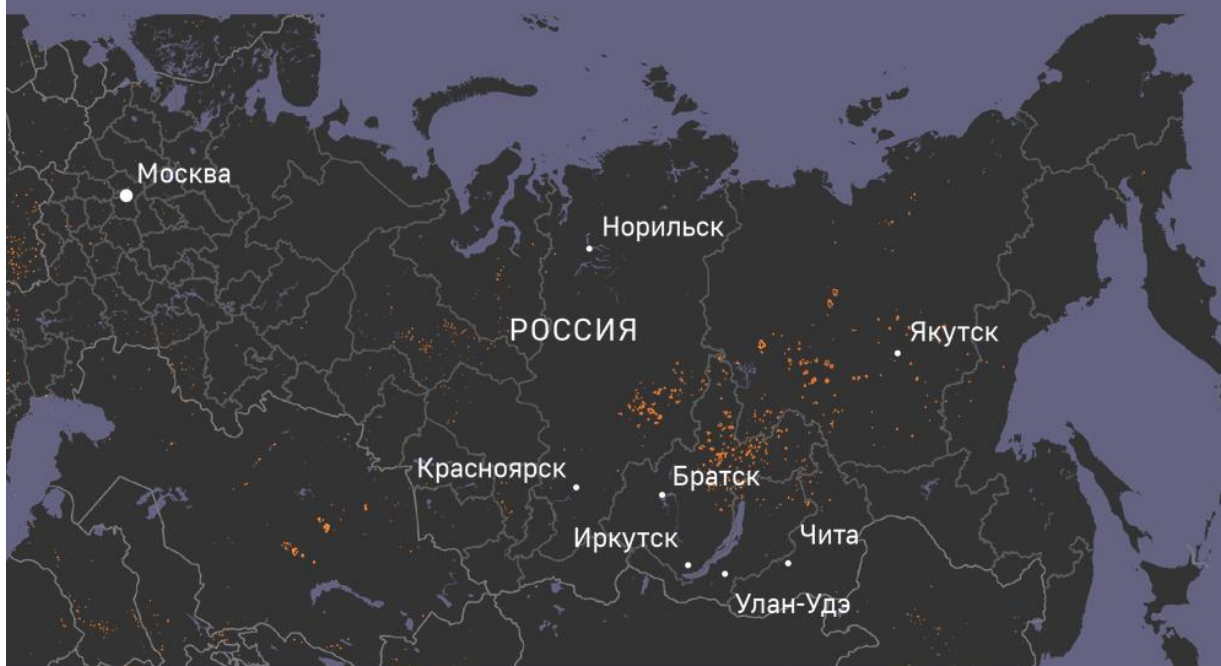 Москва
Норильск
РОССИЯ
Якутск
Красноярск
Братск
Иркутск
Чита
Улан-Удэ